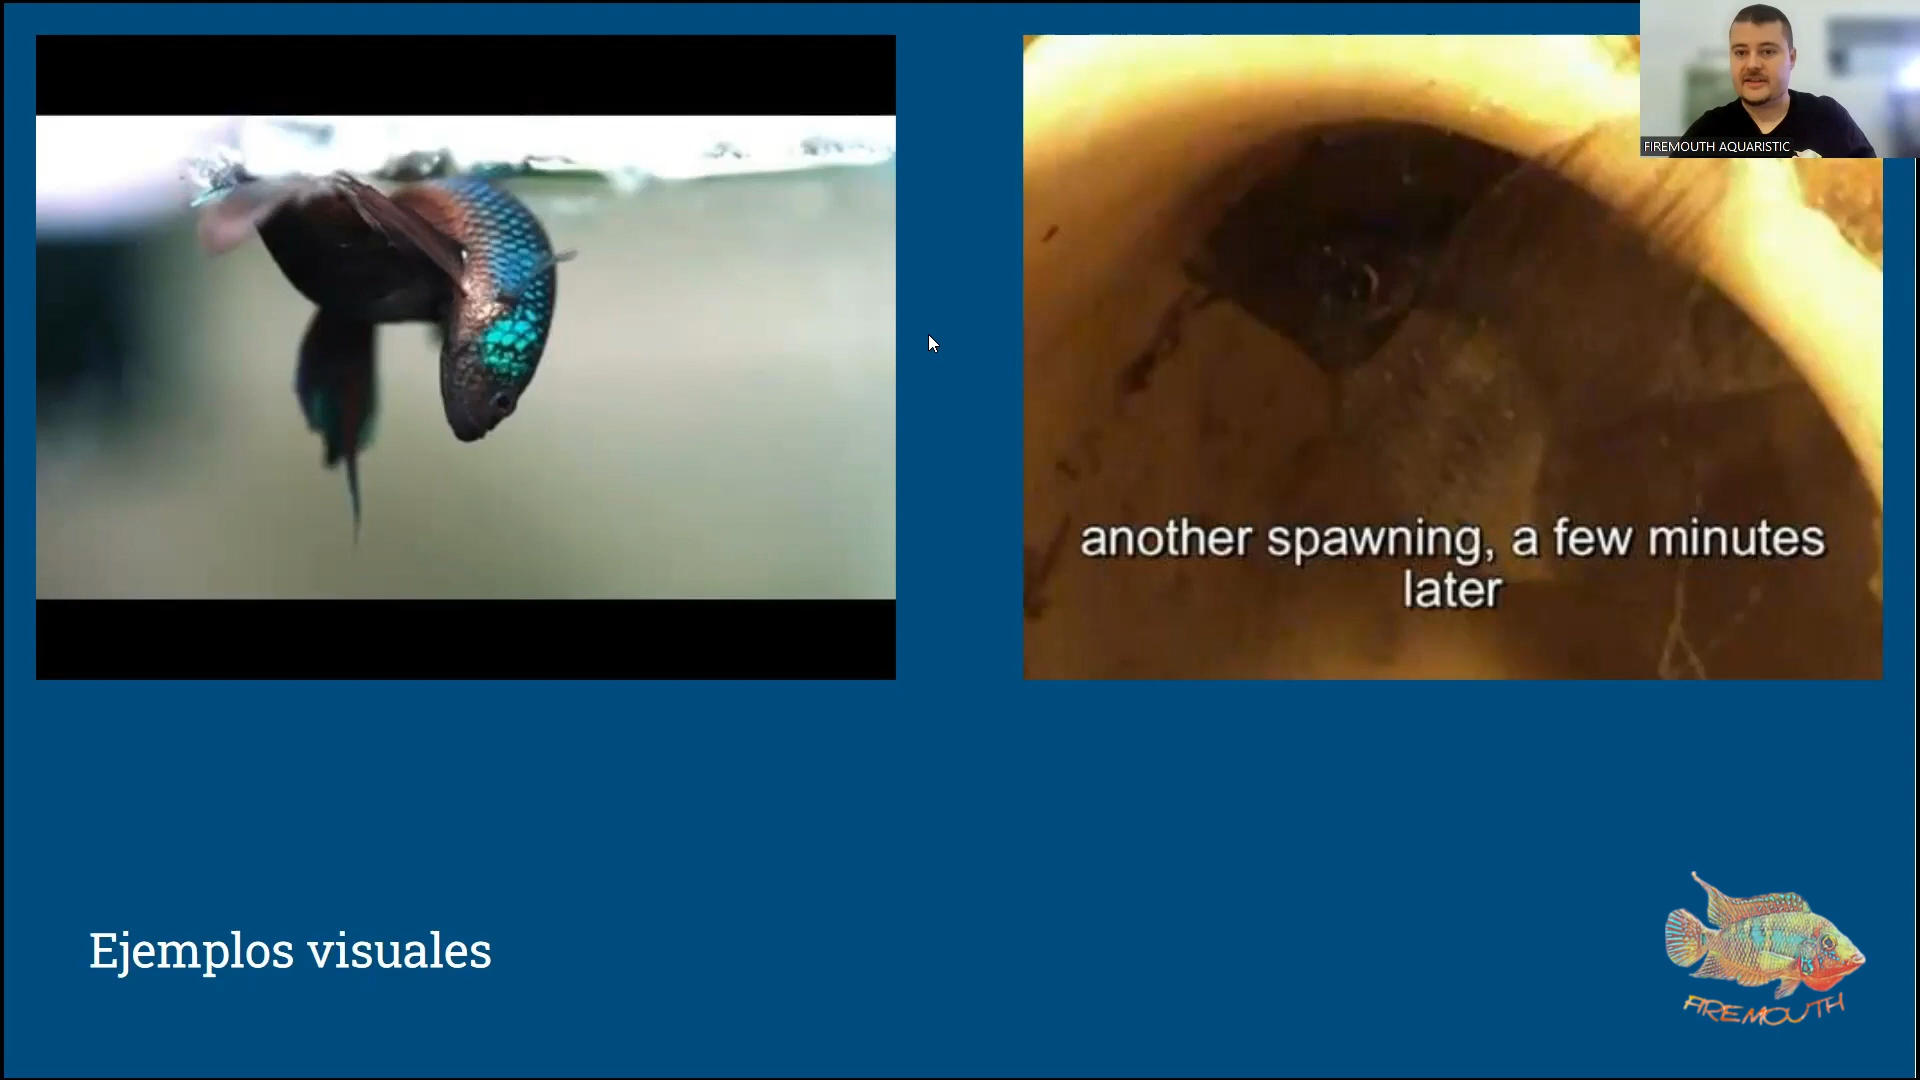 FIREMOUTH AQUARISTIC
another spawning, a few minutes
later
Ejemplos visuales
FIREMOUTH